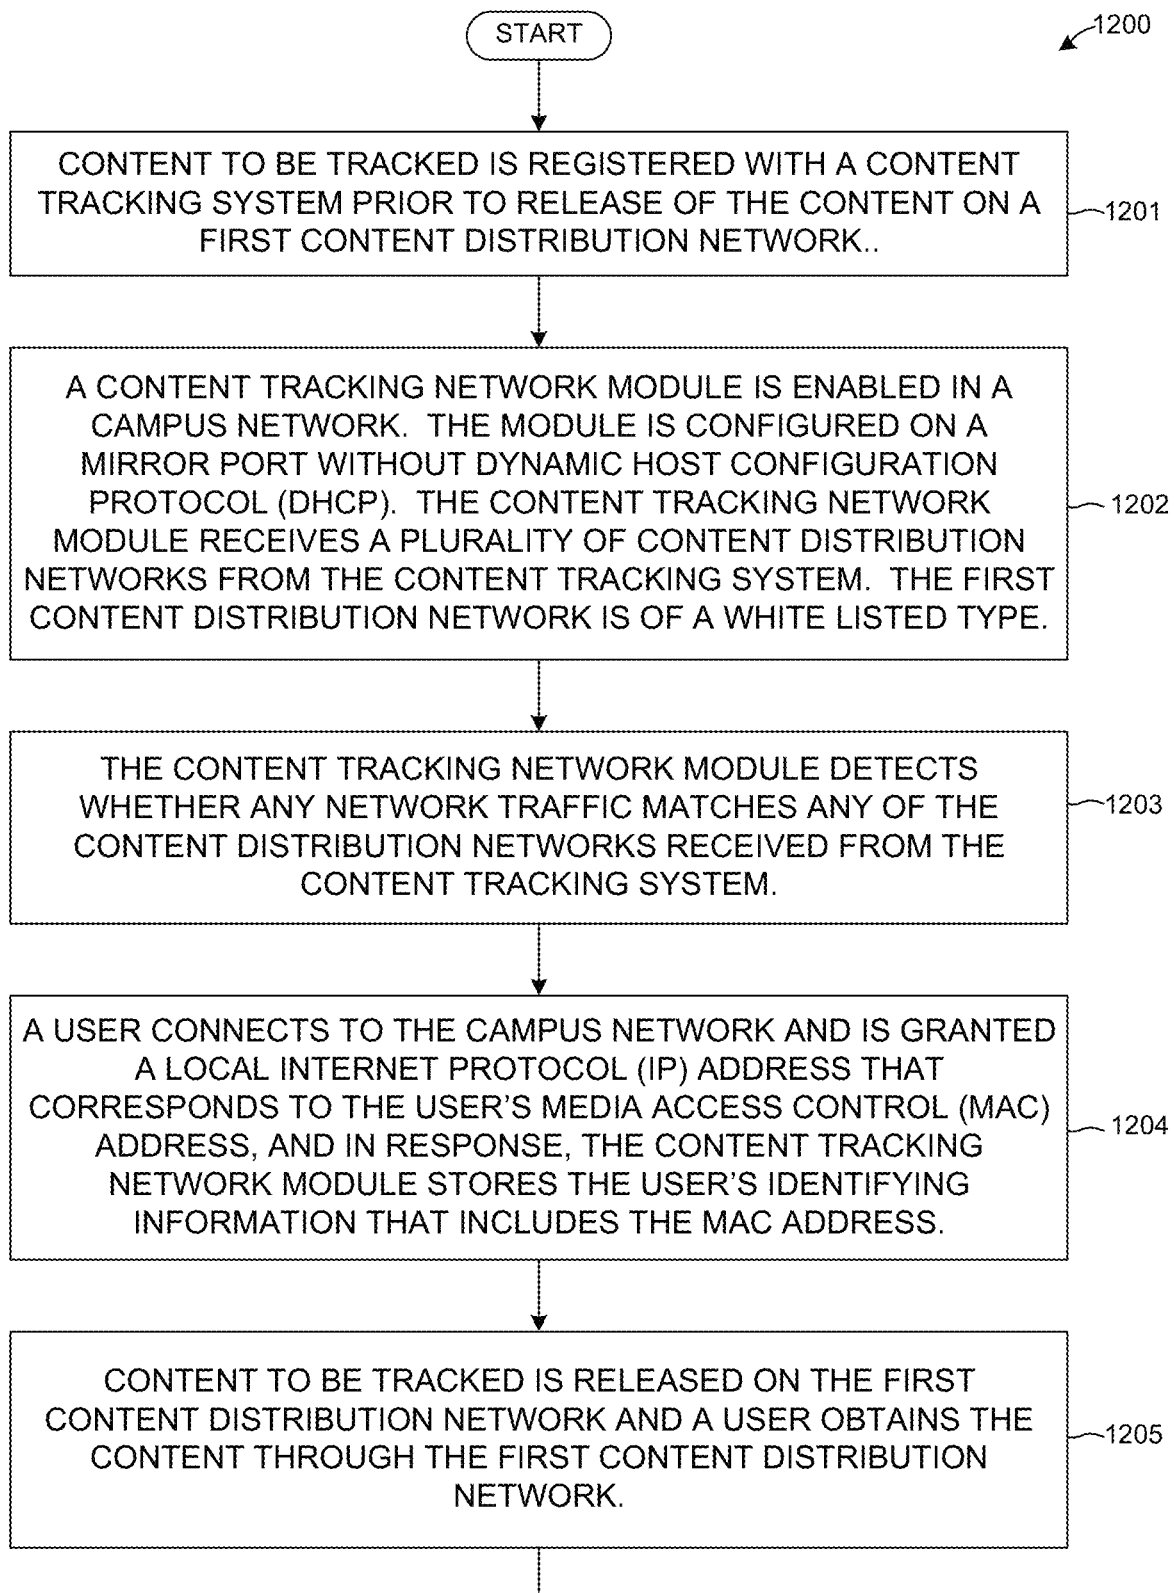 START
1200
CONTENT TO BE TRACKED IS REGISTERED WITH A CONTENT
TRACKING SYSTEM PRIOR TO RELEASE OF THE CONTENT ON A
FIRST CONTENT DISTRIBUTION NETWORK..
1201
A CONTENT TRACKING NETWORK MODULE IS ENABLED IN A
CAMPUS NETWORK. THE MODULE IS CONFIGURED ON A
MIRROR PORT WITHOUT DYNAMIC HOST CONFIGURATION
PROTOCOL (DHCP). THE CONTENT TRACKING NETWORK
MODULE RECEIVES A PLURALITY OF CONTENT DISTRIBUTION
NETWORKS FROM THE CONTENT TRACKING SYSTEM. THE FIRST
CONTENT DISTRIBUTION NETWORK IS OF A WHITE LISTED TYPE.
1202
THE CONTENT TRACKING NETWORK MODULE DETECTS
WHETHER ANY NETWORK TRAFFIC MATCHES ANY OF THE
CONTENT DISTRIBUTION NETWORKS RECEIVED FROM THE
CONTENT TRACKING SYSTEM.
1203
A USER CONNECTS TO THE CAMPUS NETWORK AND IS GRANTED
A LOCAL INTERNET PROTOCOL (IP) ADDRESS THAT
CORRESPONDS TO THE USER'S MEDIA ACCESS CONTROL (MAC)
ADDRESS, AND IN RESPONSE, THE CONTENT TRACKING
NETWORK MODULE STORES THE USER'S IDENTIFYING
INFORMATION THAT INCLUDES THE MAC ADDRESS.
1204
CONTENT TO BE TRACKED IS RELEASED ON THE FIRST
CONTENT DISTRIBUTION NETWORK AND A USER OBTAINS THE
CONTENT THROUGH THE FIRST CONTENT DISTRIBUTION
NETWORK.
1205